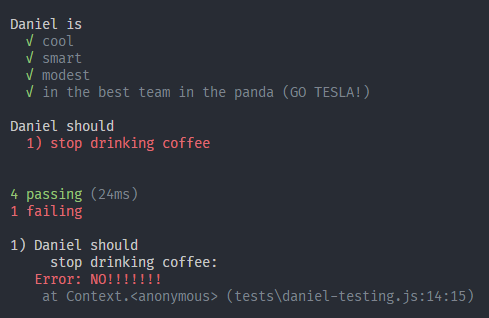 Daniel is
√ cool
√ smart
√ modest
√ in the best team in the panda (GO TESLA!)
Daniel should
1) stop drinking coffee
4 passing (24ms)
1 failing
1) Daniel should
stop drinking coffee:
Error: NO!!!!!!!
at Context.<anonymous> (tests\daniel-testing.js:14:15)